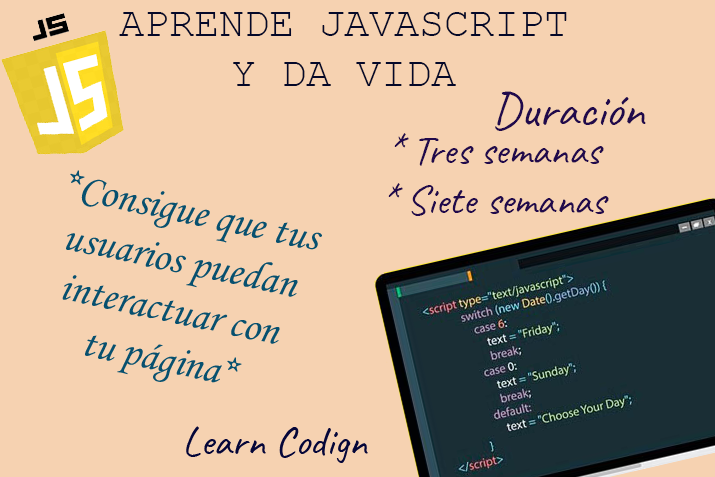 JS
JS
APRENDE JAVASCRIPT
Y DA VIDA
Duración
* Tres semanas
* Siete semanas
*Consigue que tus
usuarios puedan
interactuar con
tu página*
<script type="text/javascript">
switch (new Date().getDay()) {
case 6:
text = "Friday";
break;
case 0:
text = "Sunday";
break;
default:
text = "Choose Your Day";
}
</script>
Learn Codign